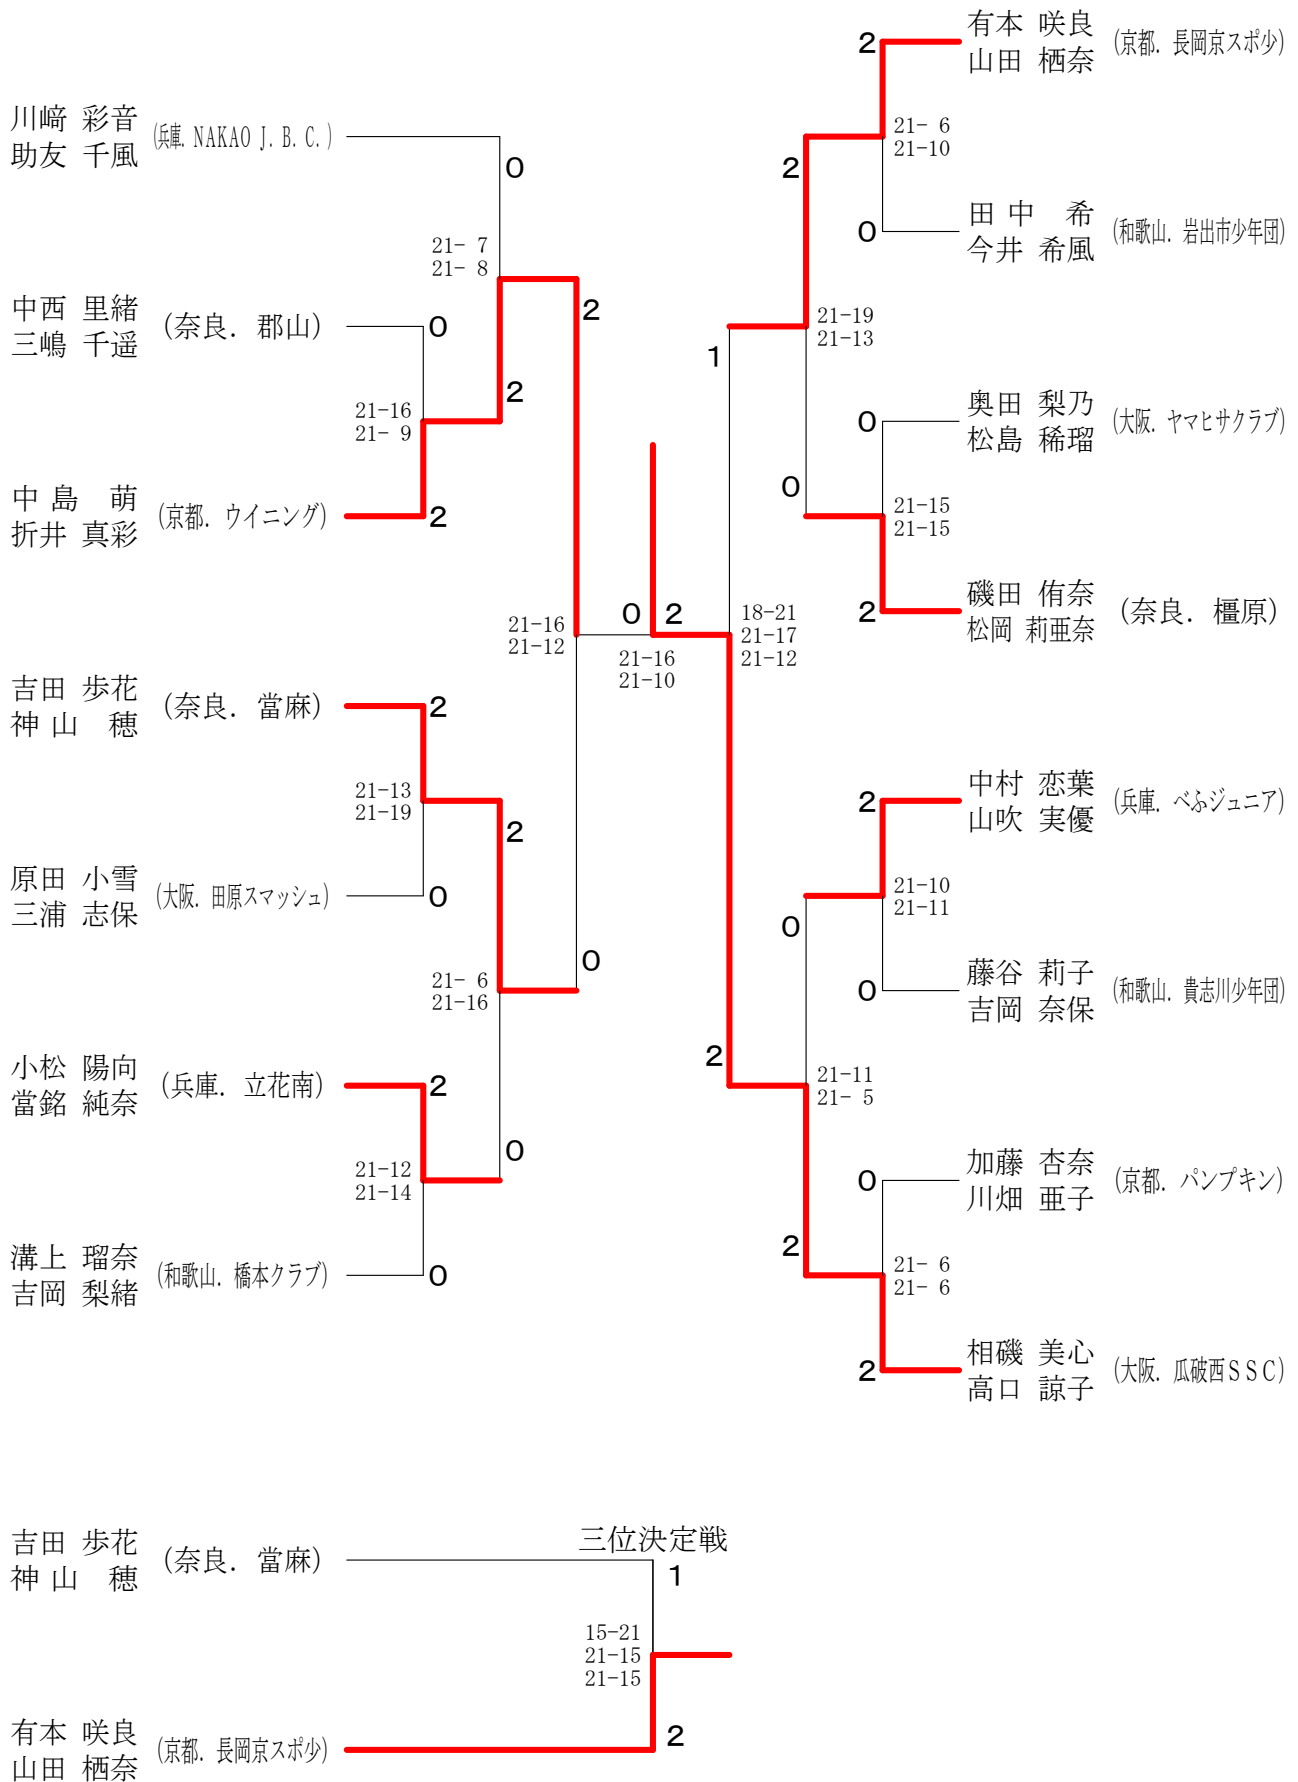 川﨑 彩音
助友 千風
(兵庫. NAKAO J. B. C. )
0
21- 7
21- 8
中西 里緒
三嶋 千遥
(奈良. 郡山)
0
2
2
21-16
21- 9
中 島 萌
折井 真彩
(京都. ウイニング)
2
21-16
21-12
吉田 歩花
神 山 穂
(奈良. 當麻)
2
21-13
21-19
2
原田 小雪
三浦 志保
(大阪. 田原スマッシュ)
0
21- 6
21-16
0
小松 陽向
當銘 純奈
(兵庫. 立花南)
2
21-12
21-14
0
溝上 瑠奈
吉岡 梨緒
(和歌山. 橋本クラブ)
0
0
2
21-16
21-10
有本 咲良
山田 栖奈
(京都. 長岡京スポ少)
2
21- 6
21-10
2
田 中 希
今井 希風
(和歌山. 岩出市少年団)
0
21-19
21-13
1
奥田 梨乃
松島 稀瑠
(大阪. ヤマヒサクラブ)
0
0
21-15
21-15
磯田 侑奈
松岡 莉亜奈
(奈良. 橿原)
2
18-21
21-17
21-12
中村 恋葉
山吹 実優
(兵庫. べふジュニア)
2
21-10
21-11
0
藤谷 莉子
吉岡 奈保
(和歌山. 貴志川少年団)
0
2
21-11
21- 5
加藤 杏奈
川畑 亜子
(京都. パンプキン)
0
2
21- 6
21- 6
相磯 美心
高口 諒子
(大阪. 瓜破西SSC)
2
三位決定戦
吉田 歩花
神 山 穂
(奈良. 當麻)
1
15-21
21-15
21-15
有本 咲良
山田 栖奈
(京都. 長岡京スポ少)
2